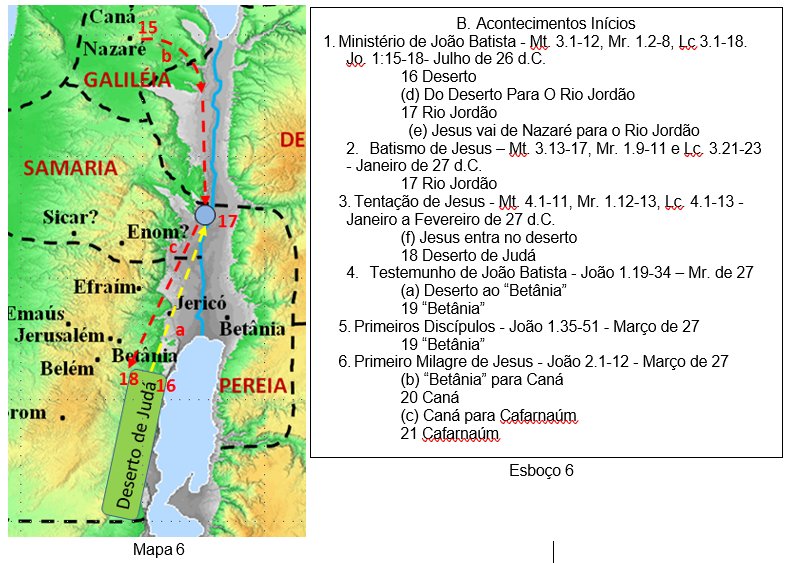 Caná
15
Nazaré
b
GALILÉIA
DE
SAMARIA
17
Sicar?
Enom?
c
Efraím
Jericó
Emaús
a
Betânia
Jerusalém
Betânia
Belém
18
16
PEREIA
rom
Deserto de Judá
Mapa 6
B. Acontecimentos Inícios
1. Ministério de João Batista - Mt. 3.1-12, Mr. 1.2-8, Lc 3.1-18.
Jo. 1:15-18- Julho de 26 d.C.
16 Deserto
(d) Do Deserto Para O Rio Jordão
17 Rio Jordão
(e) Jesus vai de Nazaré para o Rio Jordão
2. Batismo de Jesus – Mt. 3.13-17, Mr. 1.9-11 e Lc. 3.21-23
- Janeiro de 27 d.C.
17 Rio Jordão
3. Tentação de Jesus - Mt. 4.1-11, Mr. 1.12-13, Lc. 4.1-13 -
Janeiro a Fevereiro de 27 d.C.
(f) Jesus entra no deserto
18 Deserto de Judá
4. Testemunho de João Batista - João 1.19-34 – Mr. de 27
(a) Deserto ao “Betânia”
19 “Betânia”
5. Primeiros Discípulos - João 1.35-51 - Março de 27
19 “Betânia”
6. Primeiro Milagre de Jesus - João 2.1-12 - Março de 27
(b) “Betânia” para Caná
20 Caná
(c) Caná para Cafarnaúm
21 Cafarnaúm
Esboço 6